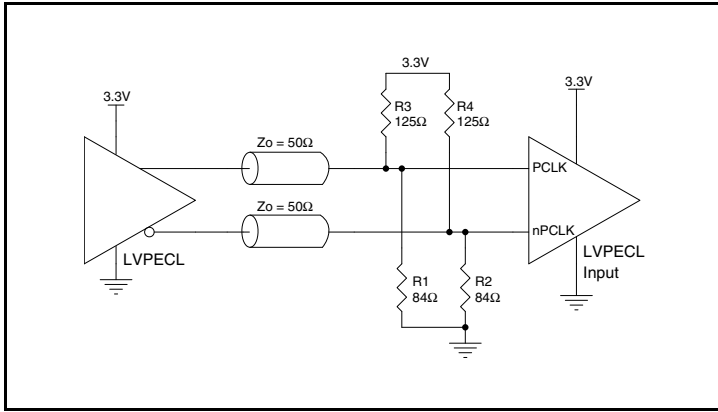 3.3V
3.3V
3.3V
R3
125Ω
R4
125Ω
Zo = 50Ω
PCLK
Zo = 50Ω
nPCLK
LVPECL
LVPECL
Input
R1
84Ω
R2
84Ω